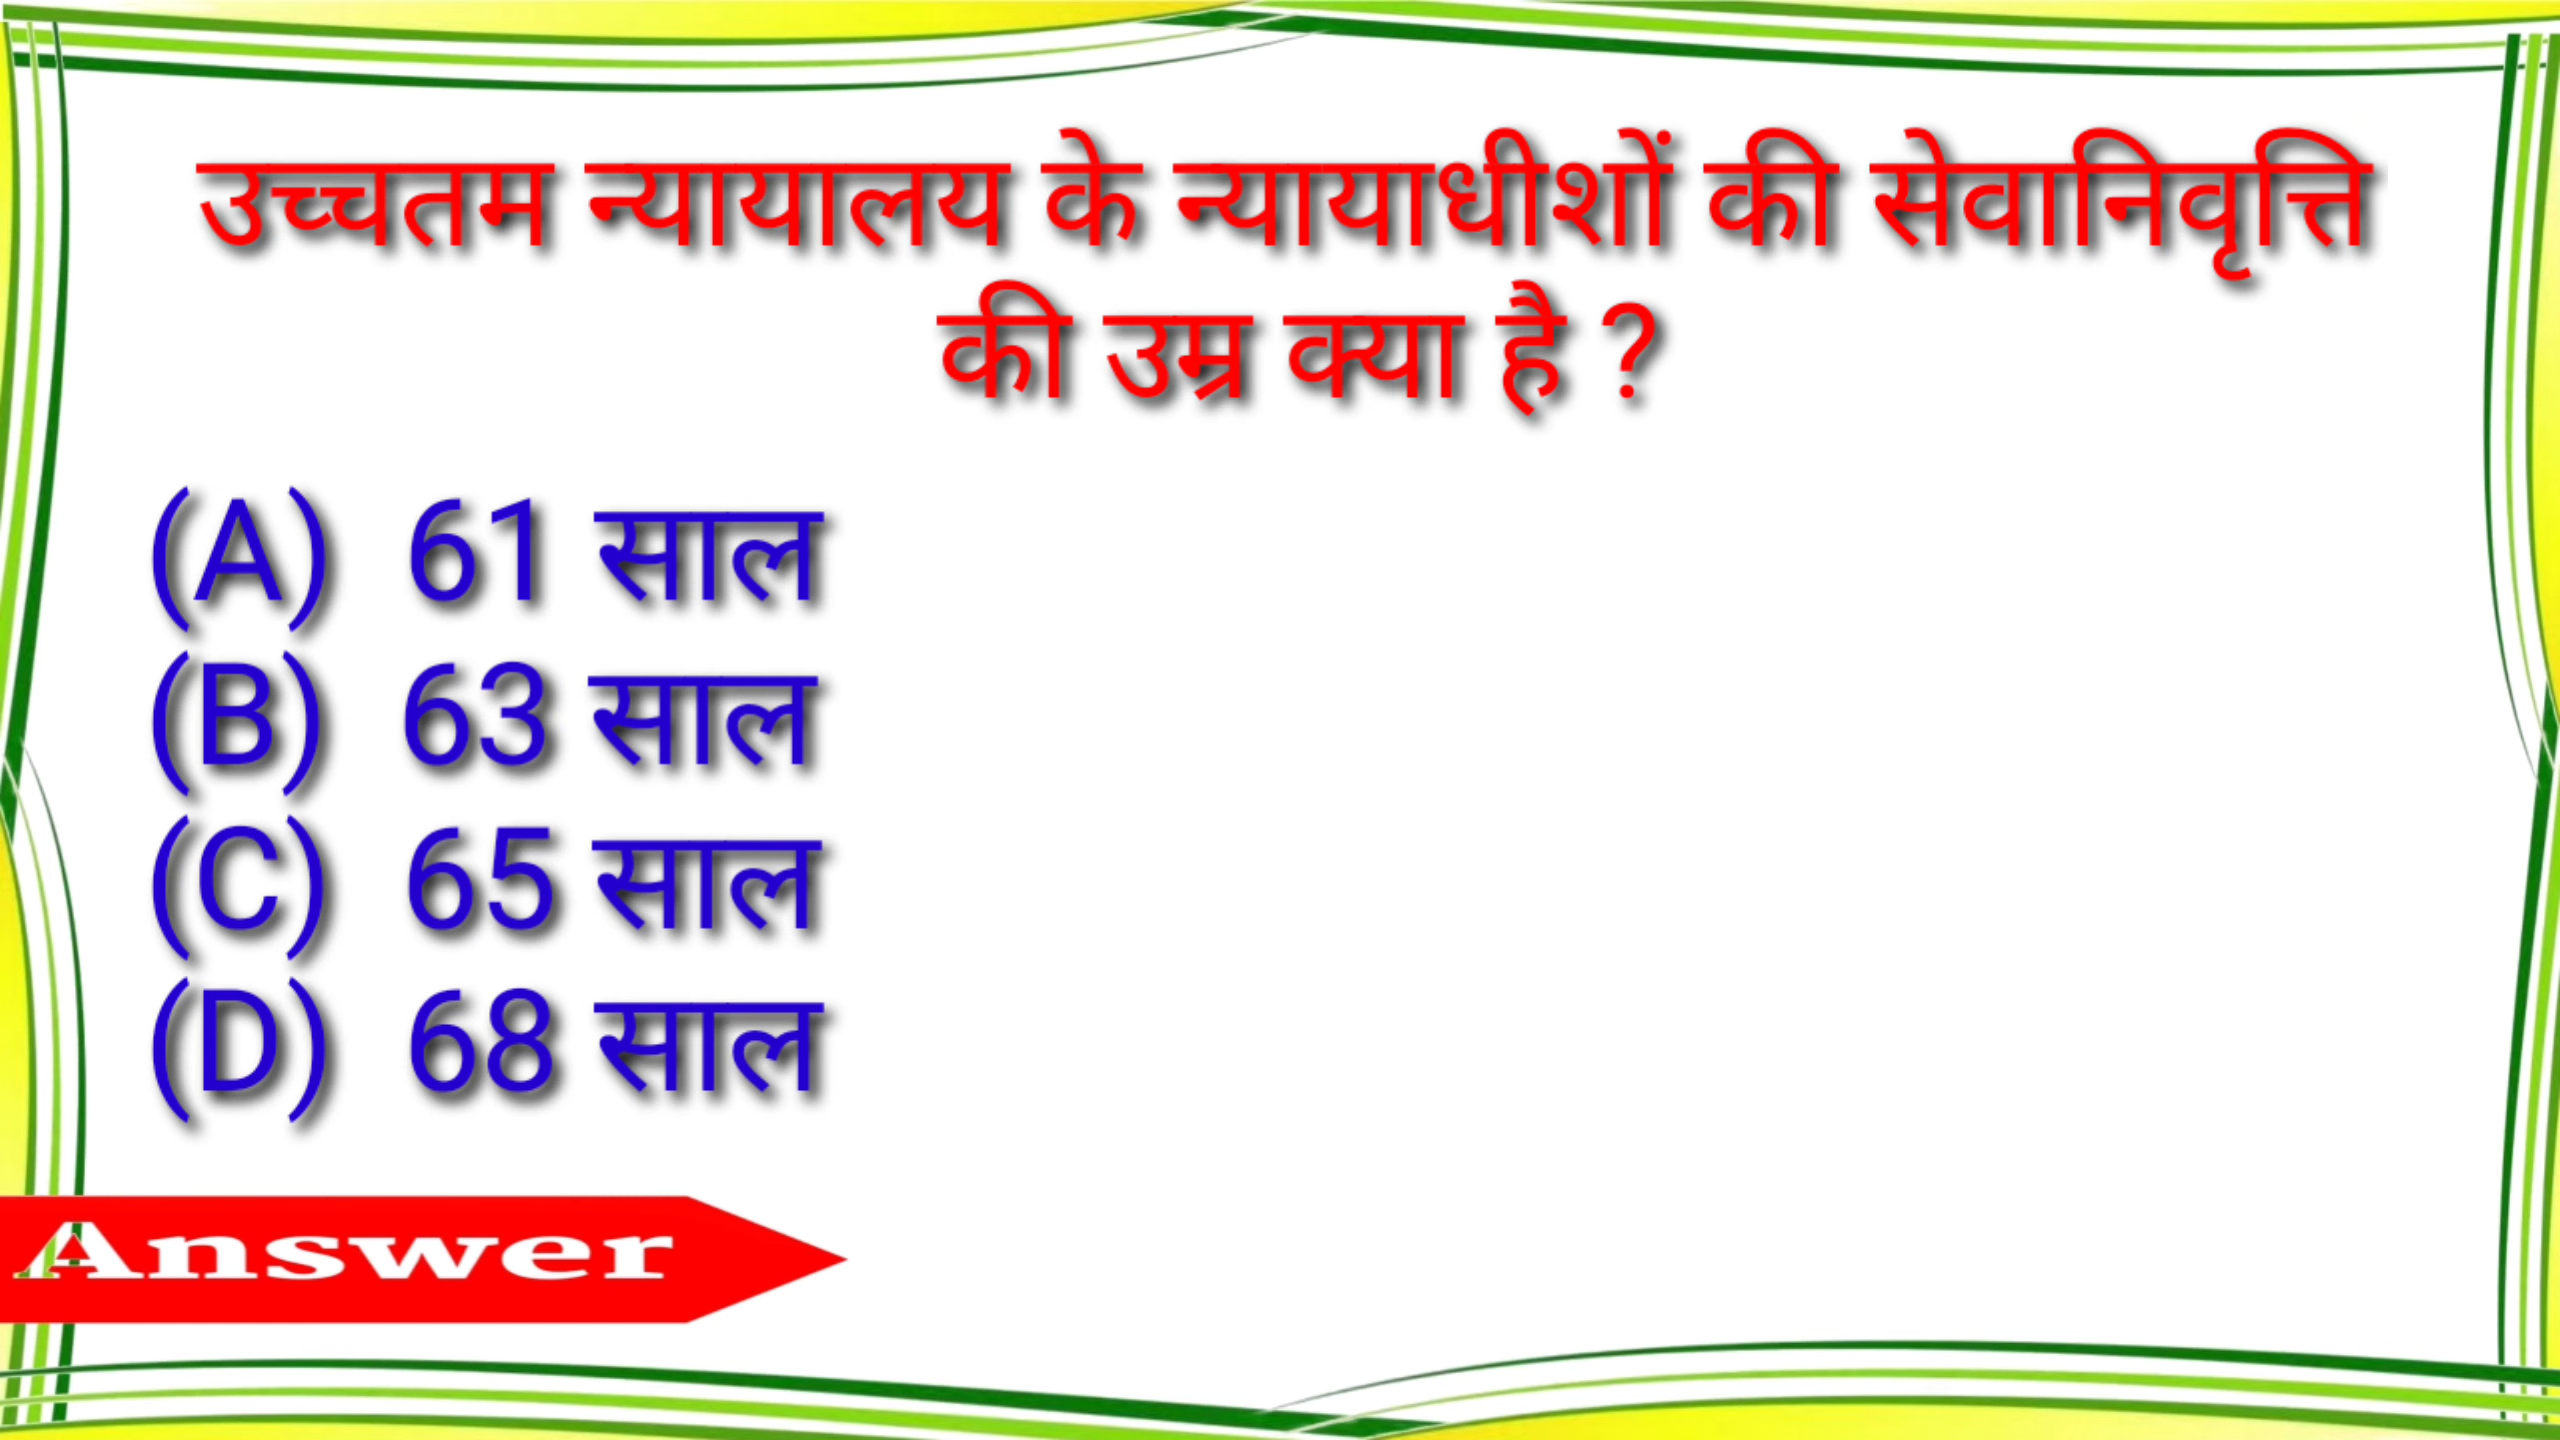 उच्चतम न्यायालय के न्यायाधीशों की सेवानिवृत्ति
की उम्र क्या है ?
(A) 61 साल
(B) 63 साल
(C) 65 साल
(D) 68 साल
Answer